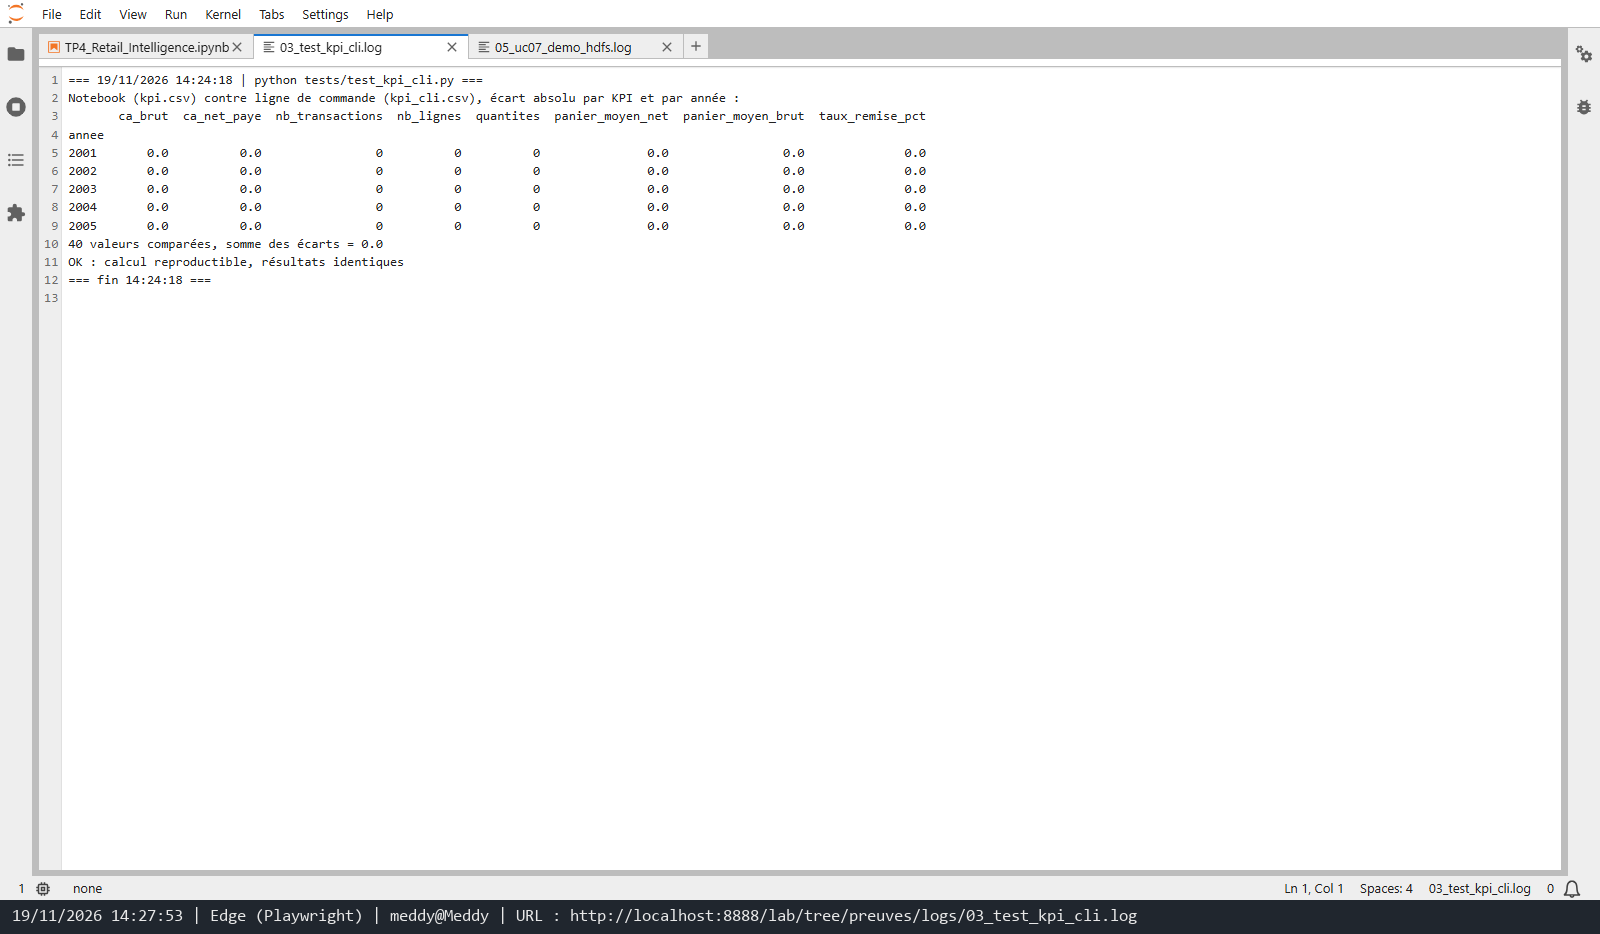 File Edit View Run Kernel Tabs Settings Help
TP4_Retail_Intelligence.ipynb 03_test_kpi_cli.log 05_uc07_demo_hdfs.log
1 === 19/11/2026 14:24:18 | python tests/test_kpi_cli.py ===
2 Notebook (kpi.csv) contre ligne de commande (kpi_cli.csv), écart absolu par KPI et par année :
3 ca_brut ca_net_paye nb_transactions nb_lignes quantites panier_moyen_net panier_moyen_brut taux_remise_pct
4 annee
5 2001 0.0 0.0 0 0 0 0.0 0.0 0.0
6 2002 0.0 0.0 0 0 0 0.0 0.0 0.0
7 2003 0.0 0.0 0 0 0 0.0 0.0 0.0
8 2004 0.0 0.0 0 0 0 0.0 0.0 0.0
9 2005 0.0 0.0 0 0 0 0.0 0.0 0.0
10 40 valeurs comparées, somme des écarts = 0.0
11 OK : calcul reproductible, résultats identiques
12 === fin 14:24:18 ===
13
1 none Ln 1, Col 1 Spaces: 4 03_test_kpi_cli.log 0
19/11/2026 14:27:53 | Edge (Playwright) | meddy@Meddy | URL : http://localhost:8888/lab/tree/preuves/logs/03_test_kpi_cli.log